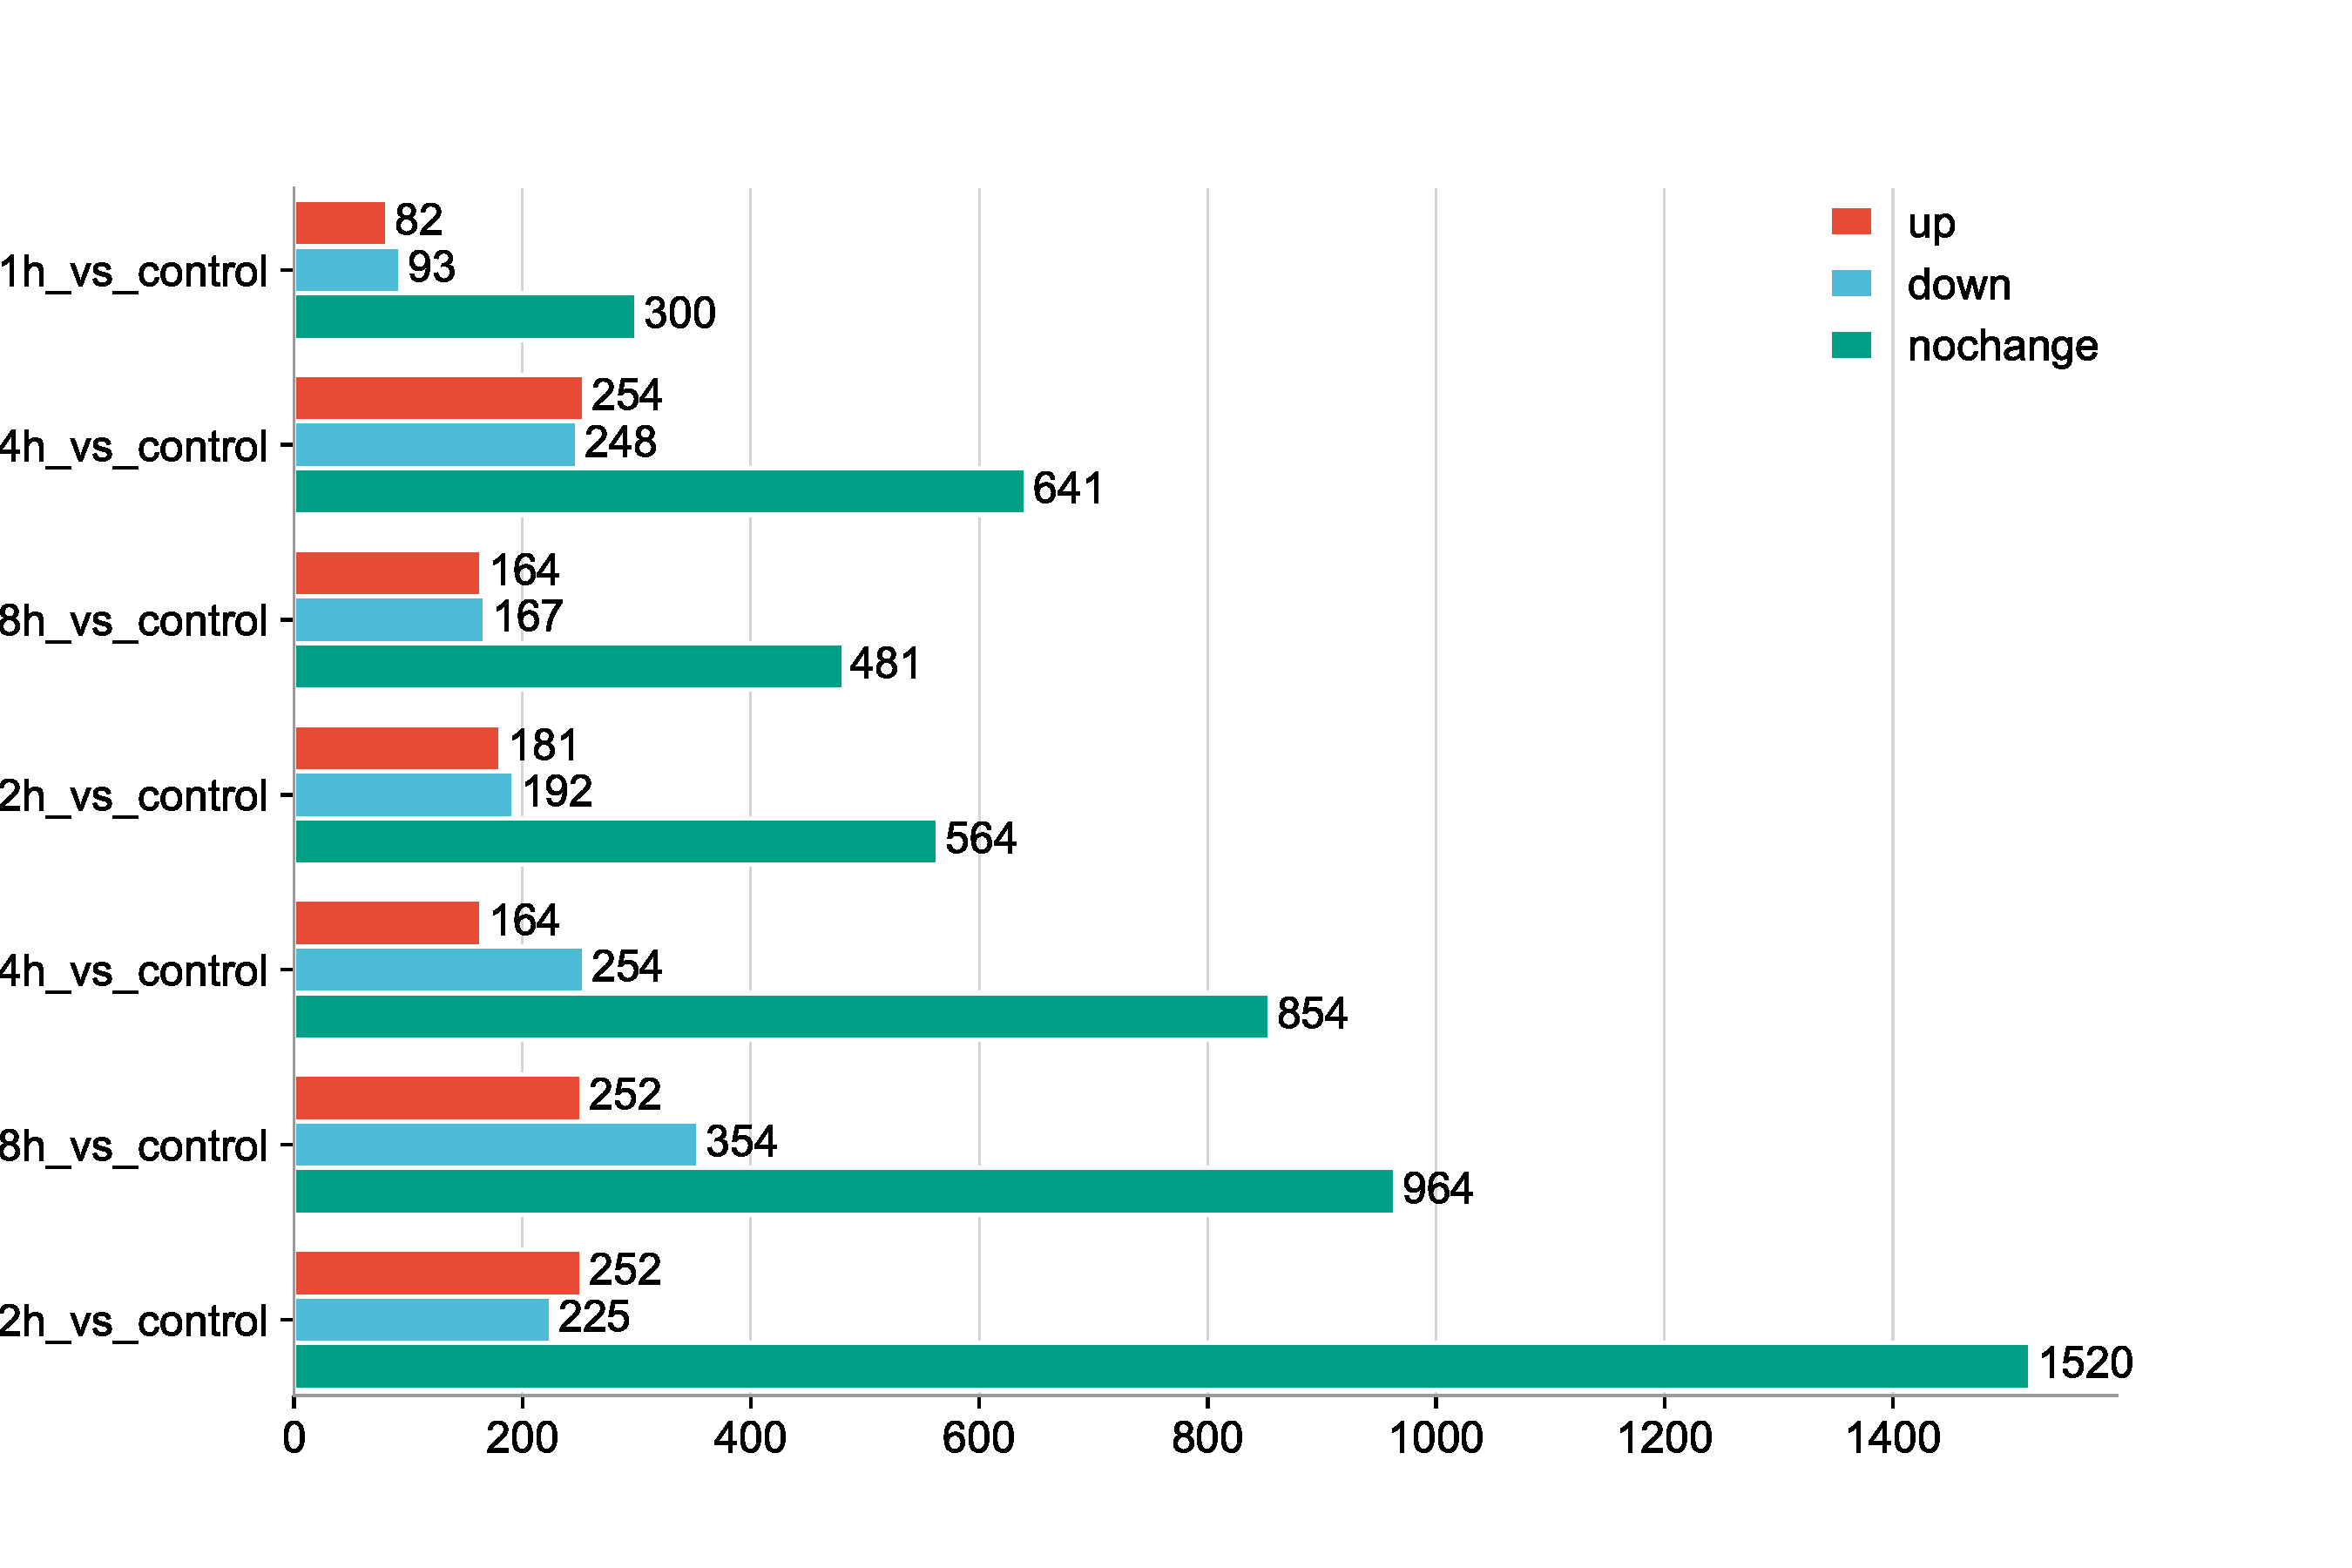 up
down
nochange
1h_vs_control
82
93
300
4h_vs_control
254
248
641
8h_vs_control
164
167
481
2h_vs_control
181
192
564
4h_vs_control
164
254
854
8h_vs_control
252
354
964
2h_vs_control
252
225
1520
0 200 400 600 800 1000 1200 1400